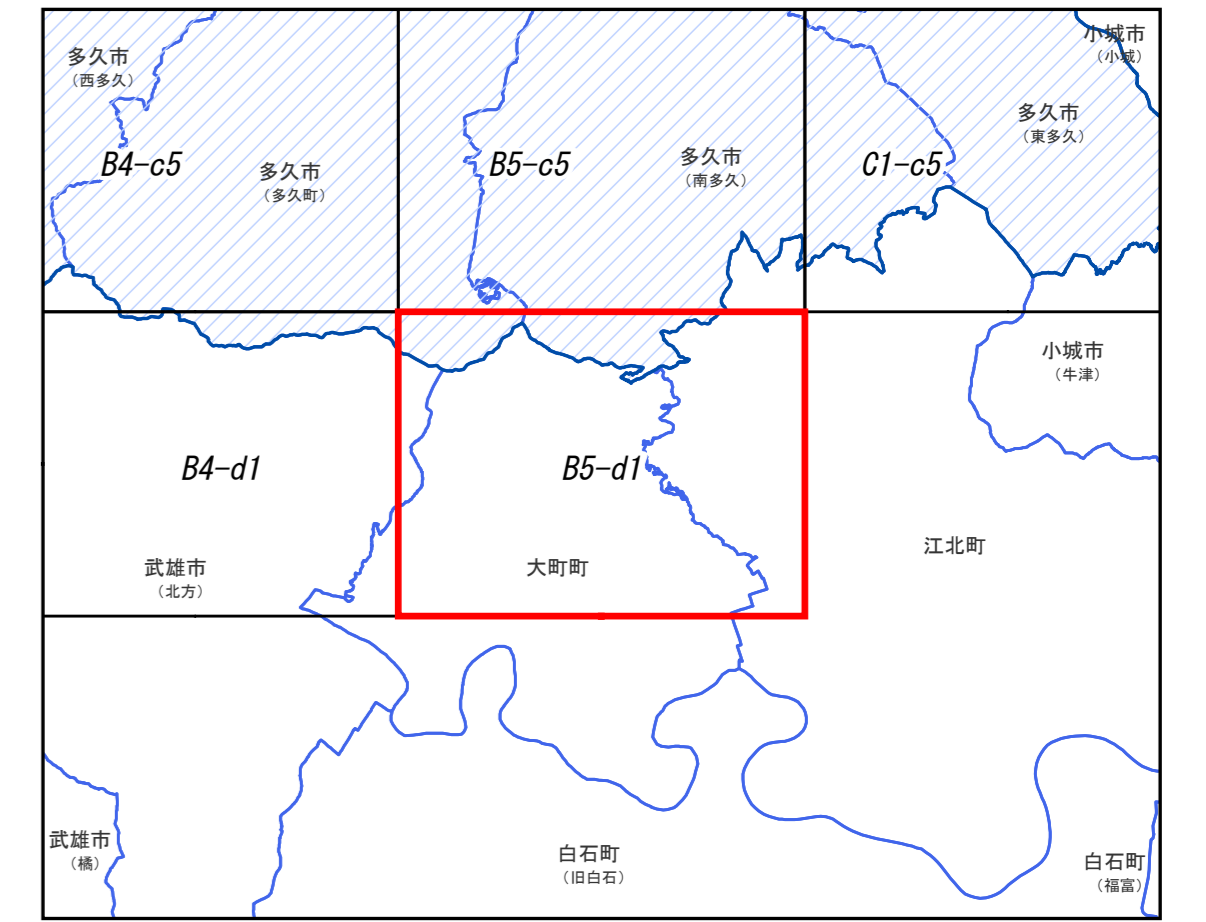 小城市
（小城）
多久市
（西多久）
多久市
（東多久）
B4-c5
多久市
（多久町）
B5-c5
多久市
（南多久）
C1-c5
小城市
（牛津）
B4-d1
B5-d1
江北町
武雄市
（北方）
大町町
武雄市
（橘）
白石町
（旧白石）
白石町
（福富）